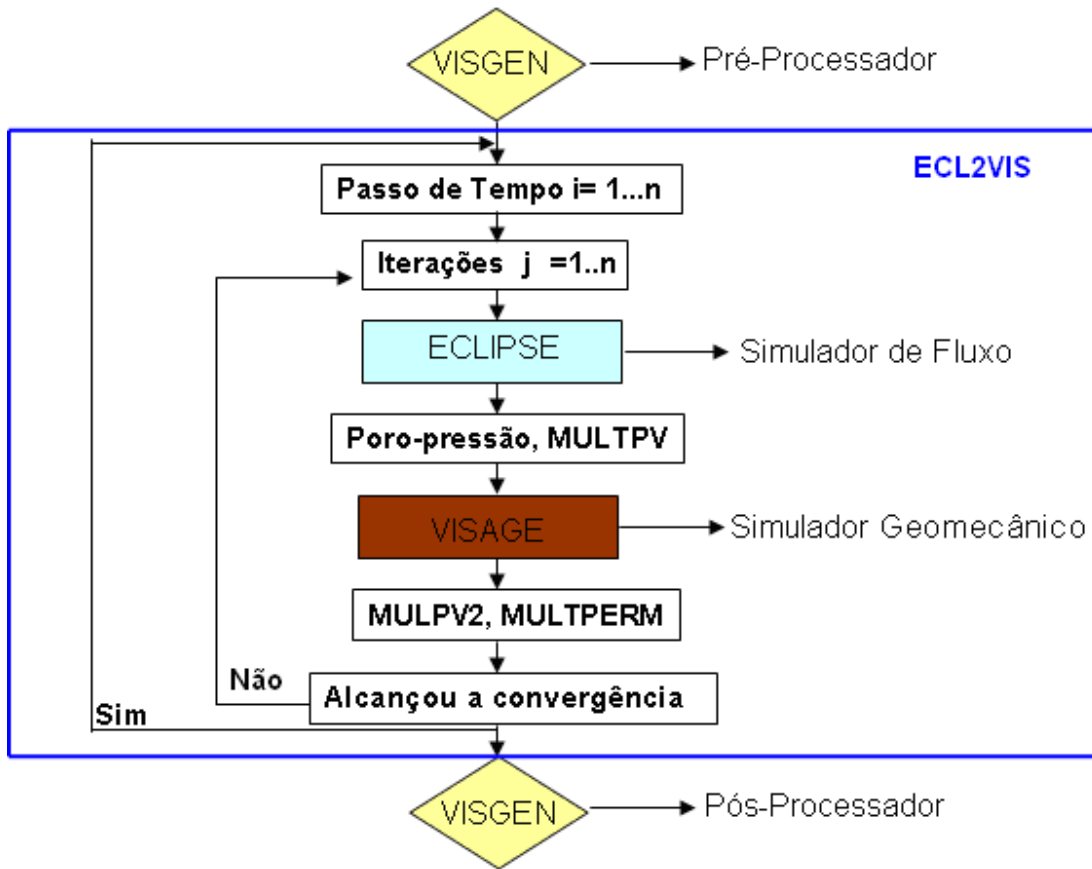 VISGEN
Pré-Processador
ECL2VIS
Passo de Tempo i= 1...n
Iterações j =1..n
ECLIPSE
Simulador de Fluxo
Poro-pressão, MULTPV
VISAGE
Simulador Geomecânico
MULPV2, MULTPERM
Não
Alcançou a convergência
Sim
VISGEN
Pós-Processador